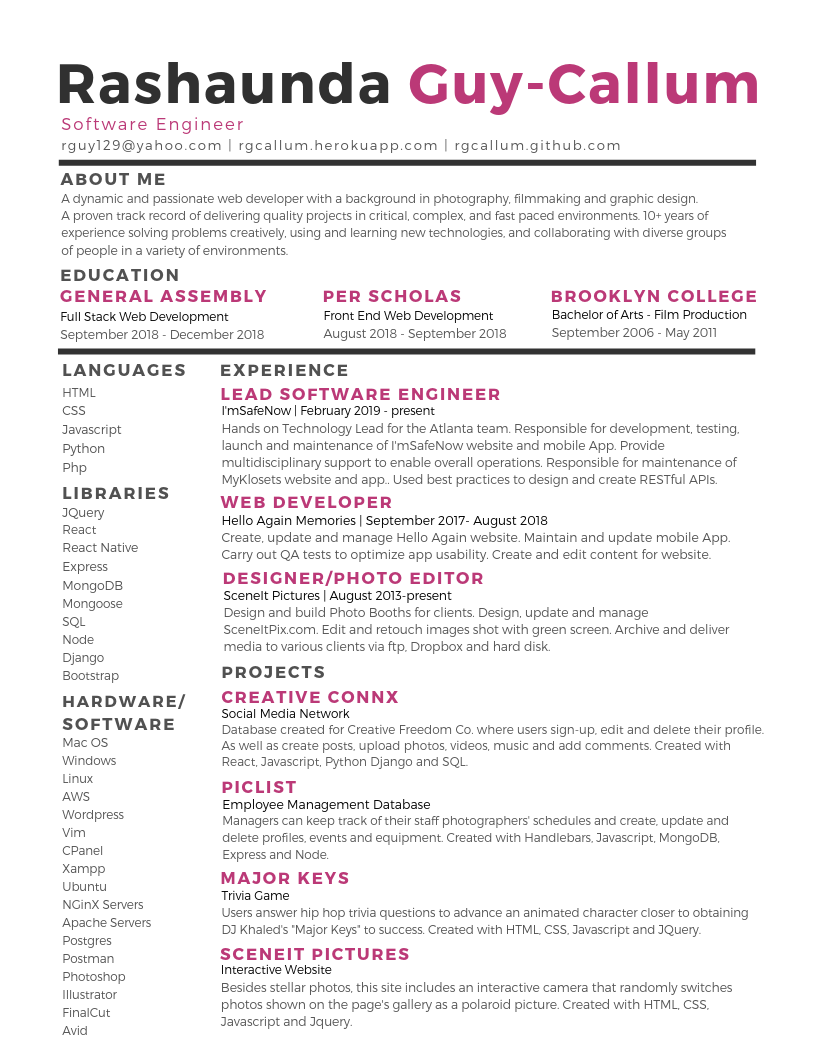 Rashaunda Guy-Callum
Software Engineer
rguy129@yahoo.com | rgcallum.herokuapp.com | rgcallum.github.com
ABOUT ME
A dynamic and passionate web developer with a background in photography, filmmaking and graphic design.
A proven track record of delivering quality projects in critical, complex, and fast paced environments. 10+ years of
experience solving problems creatively, using and learning new technologies, and collaborating with diverse groups
of people in a variety of environments.
EDUCATION
GENERAL ASSEMBLY
Full Stack Web Development
September 2018 - December 2018
PER SCHOLAS
Front End Web Development
August 2018 - September 2018
BROOKLYN COLLEGE
Bachelor of Arts - Film Production
September 2006 - May 2011
LANGUAGES
HTML
CSS
Javascript
Python
Php
LIBRARIES
JQuery
React
React Native
Express
MongoDB
Mongoose
SQL
Node
Django
Bootstrap
HARDWARE/
SOFTWARE
Mac OS
Windows
Linux
AWS
Wordpress
Vim
CPanel
Xampp
Ubuntu
NGinX Servers
Apache Servers
Postgres
Postman
Photoshop
Illustrator
FinalCut
Avid
EXPERIENCE
LEAD SOFTWARE ENGINEER
I'mSafeNow | February 2019 - present
Hands on Technology Lead for the Atlanta team. Responsible for development, testing,
launch and maintenance of I'mSafeNow website and mobile App. Provide
multidisciplinary support to enable overall operations. Responsible for maintenance of
MyKlosets website and app.. Used best practices to design and create RESTful APIs.
WEB DEVELOPER
Hello Again Memories | September 2017- August 2018
Create, update and manage Hello Again website. Maintain and update mobile App.
Carry out QA tests to optimize app usability. Create and edit content for website.
DESIGNER/PHOTO EDITOR
SceneIt Pictures | August 2013-present
Design and build Photo Booths for clients. Design, update and manage
SceneItPix.com. Edit and retouch images shot with green screen. Archive and deliver
media to various clients via ftp, Dropbox and hard disk.
PROJECTS
CREATIVE CONNX
Social Media Network
Database created for Creative Freedom Co. where users sign-up, edit and delete their profile.
As well as create posts, upload photos, videos, music and add comments. Created with
React, Javascript, Python Django and SQL.
PICLIST
Employee Management Database
Managers can keep track of their staff photographers' schedules and create, update and
delete profiles, events and equipment. Created with Handlebars, Javascript, MongoDB,
Express and Node.
MAJOR KEYS
Trivia Game
Users answer hip hop trivia questions to advance an animated character closer to obtaining
DJ Khaled's "Major Keys" to success. Created with HTML, CSS, Javascript and JQuery.
SCENEIT PICTURES
Interactive Website
Besides stellar photos, this site includes an interactive camera that randomly switches
photos shown on the page's gallery as a polaroid picture. Created with HTML, CSS,
Javascript and Jquery.